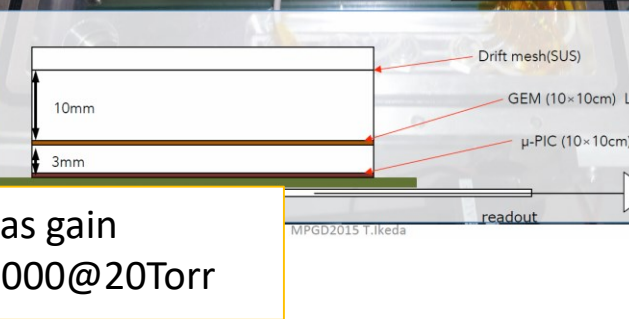 Drift mesh(SUS)
10mm
GEM (10×10cm) L
μ-PIC (10×10cm)
3mm
readout
MPGD2015 T.Ikeda
as gain
000@20Torr